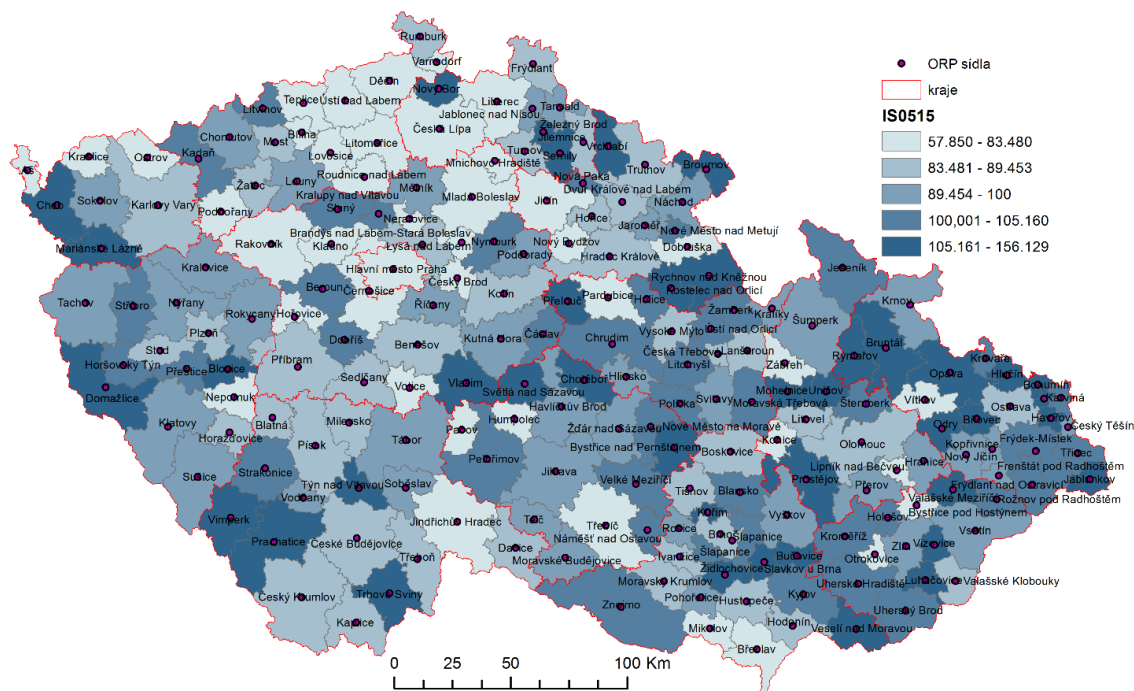 Rumburk
Varnsdorf
Frýdlant
Děčín
Nový Bor
Ústí nad Labem
Teplice
Liberec
Tanvald
Litvínov
Jablonec nad Nisou
Železný Brod
Chomutov
Most
Bílina
Česká Lípa
Jilemnice
Vrchlabí
Litoměřice
Turnov
Semily
Lovosice
Mnichovo Hradiště
Trutnov
Broumov
Kraslice
Ostrov
Kadaň
Roudnice nad Labem
Nová Paka
Aš
Žatec
Louny
Mělník
Dvůr Králové nad Labem
Cheb
Sokolov
Karlovy Vary
Podbořany
Kralupy nad Vltavou
Slaný
Mladá Boleslav
Jičín
Hořice
Náchod
Neratovice
Jaroměř
Nové Město nad Metují
Rakovník
Brandýs nad Labem-Stará Boleslav
Kladno
Lysá nad Labem
Nymburk
Nový Bydžov
Dobruška
Mariánské Lázně
Poděbrady
Hradec Králové
Kralovice
Hlavní město Praha
Český Brod
Rychnov nad Kněžnou
Jeseník
Beroun
Černošice
Kolín
Pardubice
Kostelec nad Orlicí
Tachov
Stříbro
Nýřany
Říčany
Přelouč
Holice
Žamberk
Králíky
Krnov
Rokycany
Hořovice
Ústí nad Orlicí
Šumperk
Plzeň
Dobříš
Benešov
Kutná Hora
Čáslav
Chrudim
Vysoké Mýto
Bruntál
Stod
Česká Třebová
Lanškroun
Rýmařov
Kravaře
Horšovský Týn
Přeštice
Blovice
Příbram
Litomyšl
Zábřeh
Opava
Hlučín
Domažlice
Sedlčany
Votice
Vlašim
Světlá nad Sázavou
Chotěboř
Hlinsko
Mohelnice
Uničov
Bohumín
Karviná
Nepomuk
Havlíčkův Brod
Polička
Svitavy
Moravská Třebová
Šternberk
Vítkov
Ostrava
Havířov
Klatovy
Horažďovice
Blatná
Milevsko
Pacov
Humpolec
Žďár nad Sázavou
Nové Město na Moravě
Litovel
Odry
Bílovec
Český Těšín
Písek
Tábor
Bystřice nad Pernštejnem
Konice
Olomouc
Kopřivnice
Frýdek-Místek
Boskovice
Hranice
Nový Jičín
Třinec
Sušice
Strakonice
Pelhřimov
Jihlava
Velké Meziříčí
Lipník nad Bečvou
Frenštát pod Radhoštěm
Jablunkov
Týn nad Vltavou
Soběslav
Tišnov
Blansko
Prostějov
Přerov
Frýdlant nad Ostravicí
Vodňany
Valašské Meziříčí
Rožnov pod Radhoštěm
Bystřice pod Hostýnem
Vimperk
Jindřichův Hradec
Telč
Třebíč
Kuřim
Vyškov
Holešov
Prachatice
České Budějovice
Náměšť nad Oslavou
Rosice
Brno
Šlapanice
Kroměříž
Vsetín
Dačice
Ivančice
Šlapanice
Bučovice
Otrokovice
Zlín
Vizovice
Třeboň
Moravské Budějovice
Židlochovice
Slavkov u Brna
Český Krumlov
Trhové Sviny
Moravský Krumlov
Pohořelice
Hustopeče
Kyjov
Uherské Hradiště
Luhačovice
Valašské Klobouky
Znojmo
Uherský Brod
Kaplice
Mikulov
Hodonín
Veselí nad Moravou
Břeclav
ORP sídla
kraje
IS0515
57.850 - 83.480
83.481 - 89.453
89.454 - 100
100,001 - 105.160
105.161 - 156.129
0 25 50 100 Km